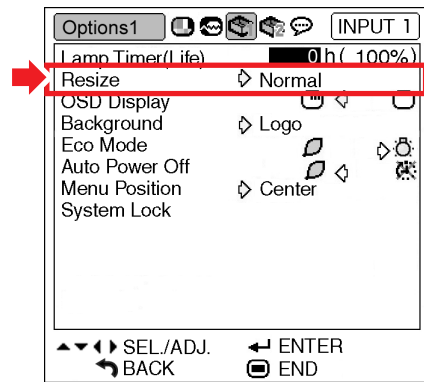 Options1 INPUT 1
Lamp Timer(Life) 0 h ( 100%)
Resize Normal
OSD Display
Background Logo
Eco Mode
Auto Power Off
Menu Position Center
System Lock
SEL./ADJ. ENTER
BACK END